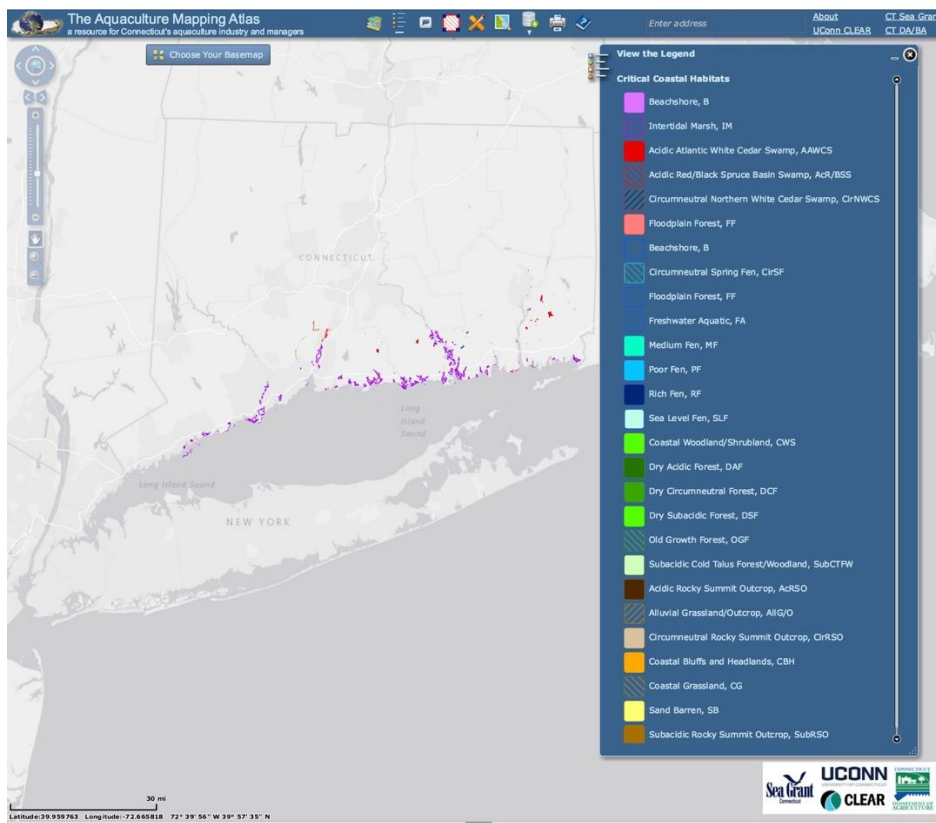 The Aquaculture Mapping Atlas
a resource for Connecticut's aquaculture industry and managers
Enter address
About
CT Sea Grant
UConn CLEAR
CT DA/BA
Choose Your Basemap
View the Legend
Critical Coastal Habitats
Beachshore, B
Intertidal Marsh, IM
Acidic Atlantic White Cedar Swamp, AAWCS
Acidic Red/Black Spruce Basin Swamp, AcR/BSS
Circumneutral Northern White Cedar Swamp, CirNWCS
Floodplain Forest, FF
Beachshore, B
Circumneutral Spring Fen, CirSF
Floodplain Forest, FF
Freshwater Aquatic, FA
Medium Fen, MF
Poor Fen, PF
Rich Fen, RF
Sea Level Fen, SLF
Coastal Woodland/Shrubland, CWS
Dry Acidic Forest, DAF
Dry Circumneutral Forest, DCF
Dry Subacidic Forest, DSF
Old Growth Forest, OGF
Subacidic Cold Talus Forest/Woodland, SubCTFW
Acidic Rocky Summit Outcrop, AcRSO
Alluvial Grassland/Outcrop, AllG/O
Circumneutral Rocky Summit Outcrop, CirRSO
Coastal Bluffs and Headlands, CBH
Coastal Grassland, CG
Sand Barren, SB
Subacidic Rocky Summit Outcrop, SubRSO
CONNECTICUT
Long
Island
Sound
Long Island Sound
NEW YORK
30 mi
Latitude:39.959763 Longitude:-72.665818 72° 39' 56" W 39° 57' 35" N
Sea Grant
Connecticut
UCONN
UNIVERSITY OF CONNECTICUT
CLEAR
CONNECTICUT
DEPARTMENT OF
AGRICULTURE